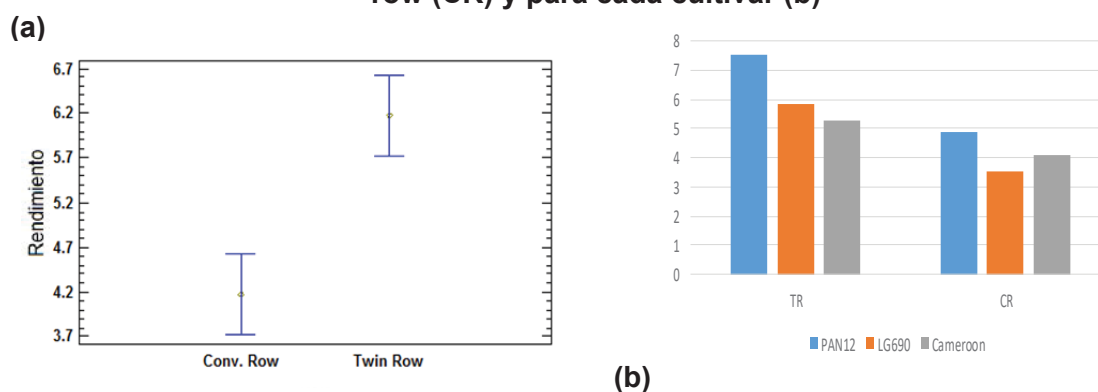 row (CR) y para cada cultivar (b)
(a)
6.7
6.2
5.7
5.2
4.7
4.2
3.7
Rendimiento
Conv. Row Twin Row
8
7
6
5
4
3
2
1
0
TR CR
PAN12 LG690 Cameroon
(b)